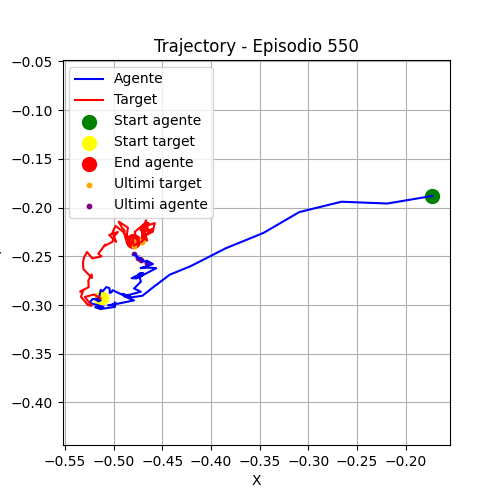 Trajectory - Episodio 550
Agente
Target
Start agente
Start target
End agente
Ultimi target
Ultimi agente
−0.05
−0.10
−0.15
−0.20
−0.25
−0.30
−0.35
−0.40
−0.55 −0.50 −0.45 −0.40 −0.35 −0.30 −0.25 −0.20
X